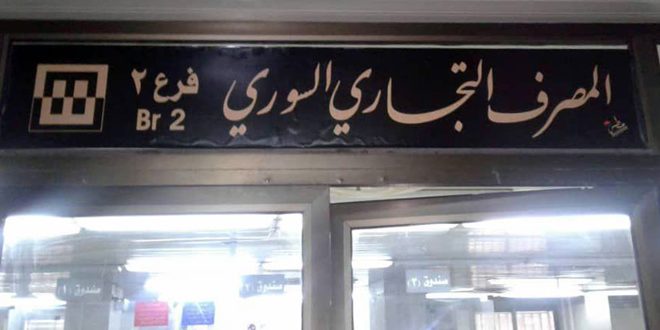 المصرف التجاري السوري
فرع ٢
Br 2
صندوق (٣)
صندوق (٢)
صندوق (١)